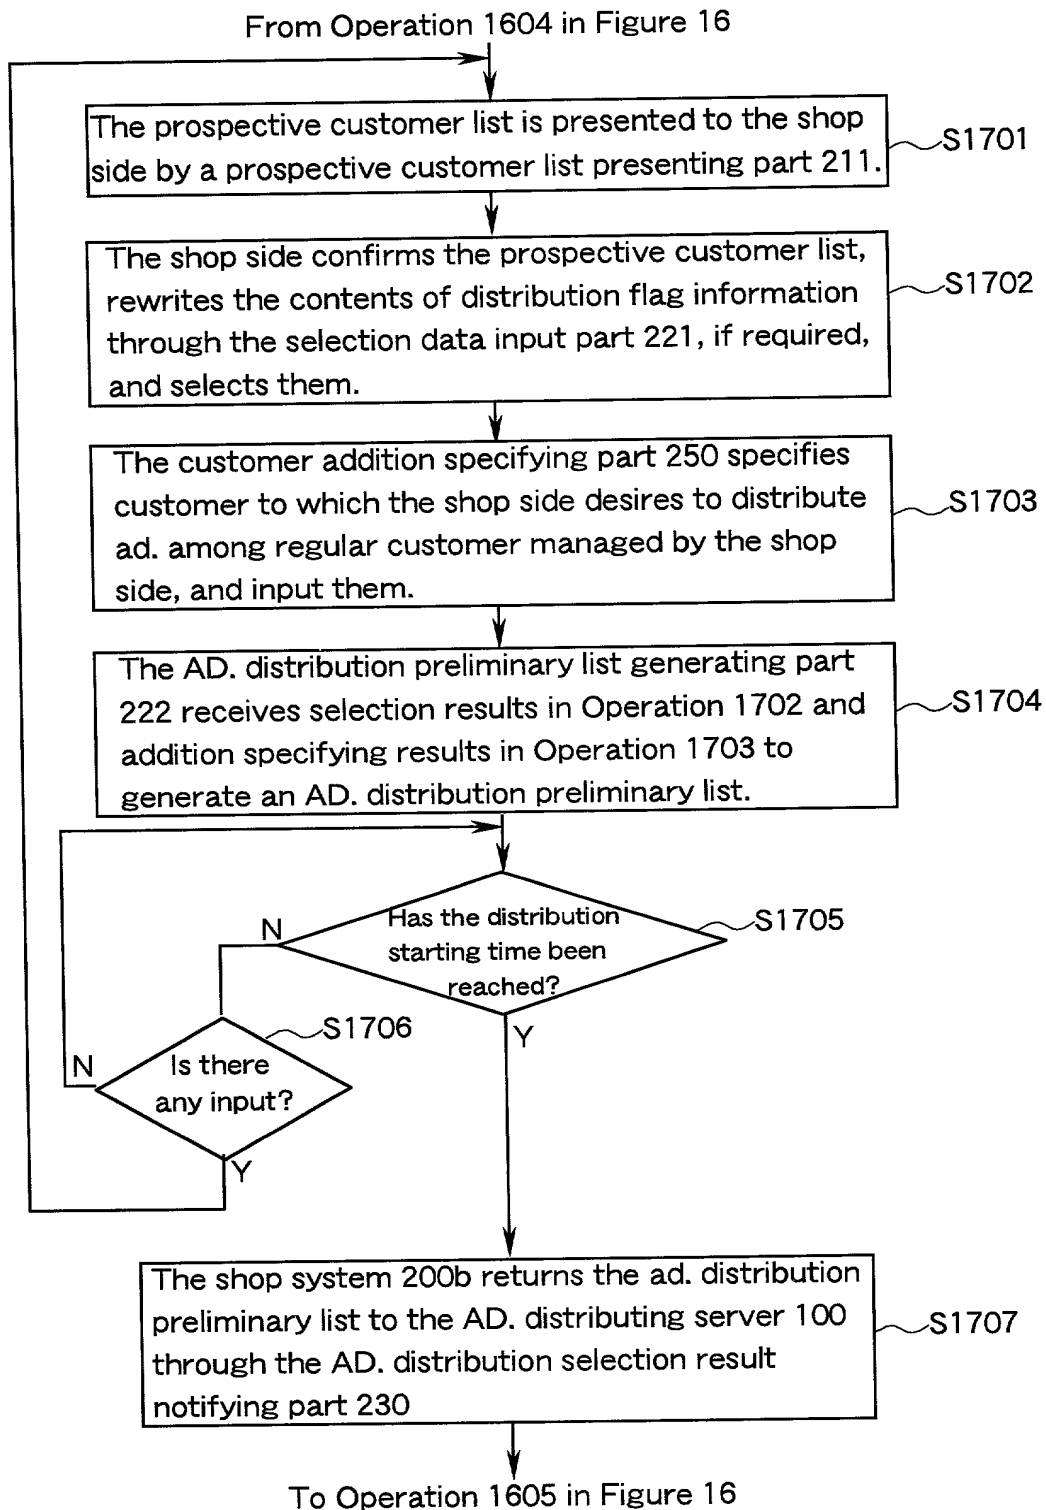 From Operation 1604 in Figure 16
The prospective customer list is presented to the shop
side by a prospective customer list presenting part 211.
S1701
The shop side confirms the prospective customer list,
rewrites the contents of distribution flag information
through the selection data input part 221, if required,
and selects them.
S1702
The customer addition specifying part 250 specifies
customer to which the shop side desires to distribute
ad. among regular customer managed by the shop
side, and input them.
S1703
The AD. distribution preliminary list generating part
222 receives selection results in Operation 1702 and
addition specifying results in Operation 1703 to
generate an AD. distribution preliminary list.
S1704
Has the distribution
starting time been
reached?
S1705
N
Y
S1706
Is there
any input?
N
Y
The shop system 200b returns the ad. distribution
preliminary list to the AD. distributing server 100
through the AD. distribution selection result
notifying part 230
S1707
To Operation 1605 in Figure 16